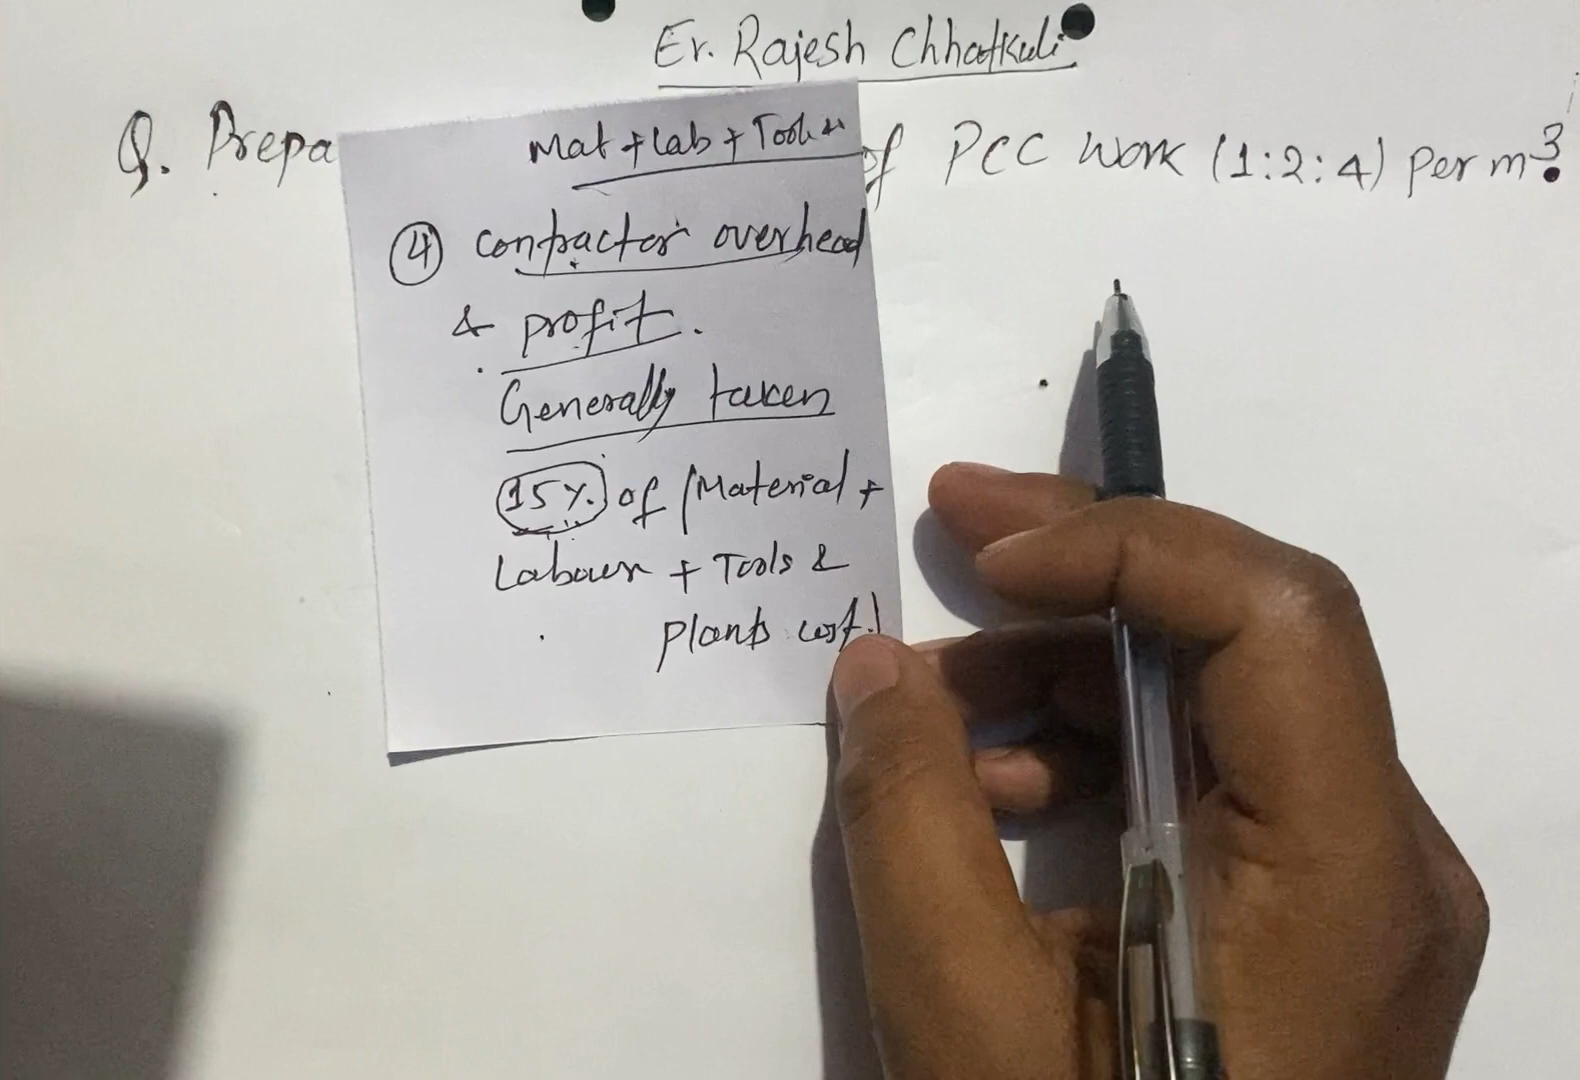 Er. Rajesh Chhatkuli
Q. Prepa of PCC Work (1:2:4) per m³.
Mat + Lab + Tools
④ contractor overhead
& profit.
Generally taken
15%. of (Material +
Labour + Tools &
plants cost.)